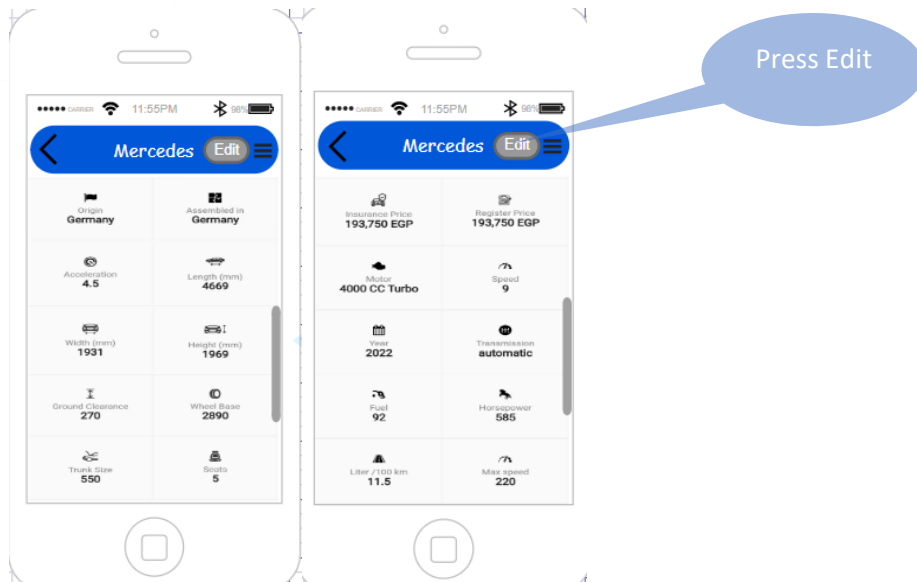 Press Edit
CARRIER 11:55PM 98%
Mercedes Edit
Origin Assembled in
Germany Germany
Acceleration Length (mm)
4.5 4669
Width (mm) Height (mm)
1931 1969
Ground Clearance Wheel Base
270 2890
Trunk Size Seats
550 5
CARRIER 11:55PM 98%
Mercedes Edit
Insurance Price Register Price
193,750 EGP 193,750 EGP
Motor Speed
4000 CC Turbo 9
Year Transmission
2022 automatic
Fuel Horsepower
92 585
Liter /100 km Max speed
11.5 220